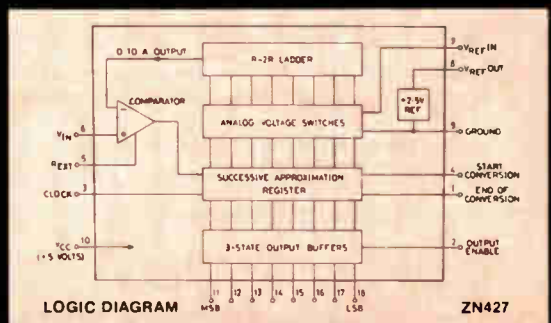 D TO A OUTPUT
R-2R LADDER
7 VREF IN
8 VREF OUT
COMPARATOR
+2·5V
REF
ANALOG VOLTAGE SWITCHES
9 GROUND
VIN 6
REXT 5
SUCCESSIVE APPROXIMATION
REGISTER
4 START
CONVERSION
CLOCK 3
1 END OF
CONVERSION
VCC 10
(+5 VOLTS)
3-STATE OUTPUT BUFFERS
2 OUTPUT
ENABLE
11 12 13 14 15 16 17 18
MSB LSB
LOGIC DIAGRAM ZN427